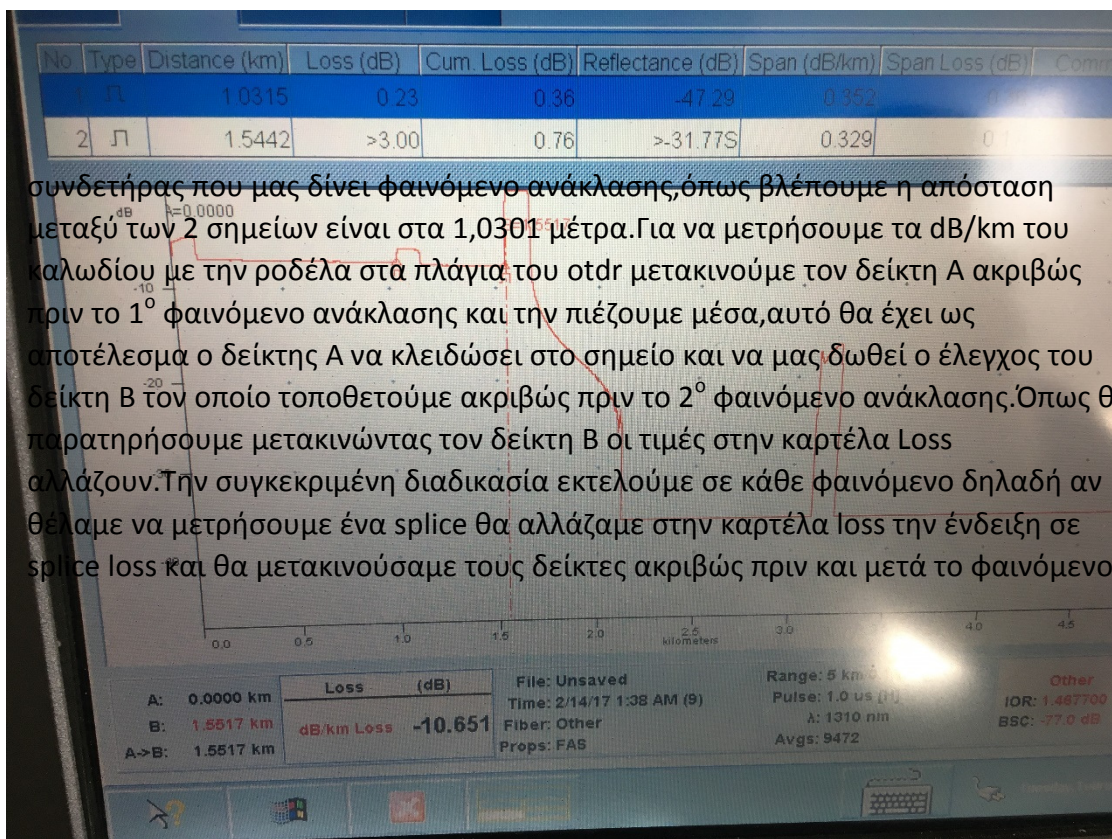 No Type Distance (km) Loss (dB) Cum. Loss (dB) Reflectance (dB) Span (dB/km) Span Loss (dB)
1 1.0315 0.23 0.36 -47.29 0.352
2 1.5442 >3.00 0.76 >-31.77S 0.329
συνδετήρας που μας δίνει φαινόμενο ανάκλασης,όπως βλέπουμε η απόσταση
dB A=0.0000
μεταξύ των 2 σημείων είναι στα 1,0301 μέτρα.Για να μετρήσουμε τα dB/km του
καλωδίου με την ροδέλα στα πλάγια του otdr μετακινούμε τον δείκτη Α ακριβώς
-10
πριν το 1º φαινόμενο ανάκλασης και την πιέζουμε μέσα,αυτό θα έχει ως
αποτέλεσμα ο δείκτης Α να κλειδώσει στο σημείο και να μας δωθεί ο έλεγχος του
-20
δείκτη Β τον οποίο τοποθετούμε ακριβώς πριν το 2º φαινόμενο ανάκλασης.Όπως
παρατηρήσουμε μετακινώντας τον δείκτη Β οι τιμές στην καρτέλα Loss
αλλάζουν.Την συγκεκριμένη διαδικασία εκτελούμε σε κάθε φαινόμενο δηλαδή αν
θέλαμε να μετρήσουμε ένα splice θα αλλάζαμε στην καρτέλα loss την ένδειξη σε
splice loss και θα μετακινούσαμε τους δείκτες ακριβώς πριν και μετά το φαινόμενο
0.0 0.5 1.0 1.5 2.0 2.5 3.0 4.0 4.5
kilometers
A: 0.0000 km
B: 1.5517 km
A->B: 1.5517 km
Loss (dB)
dB/km Loss -10.651
File: Unsaved
Time: 2/14/17 1:38 AM (9)
Fiber: Other
Props: FAS
Range: 5 km
Pulse: 1.0 us [H]
λ: 1310 nm
Avgs: 9472
Other
IOR: 1.467700
BSC: -77.0 dB